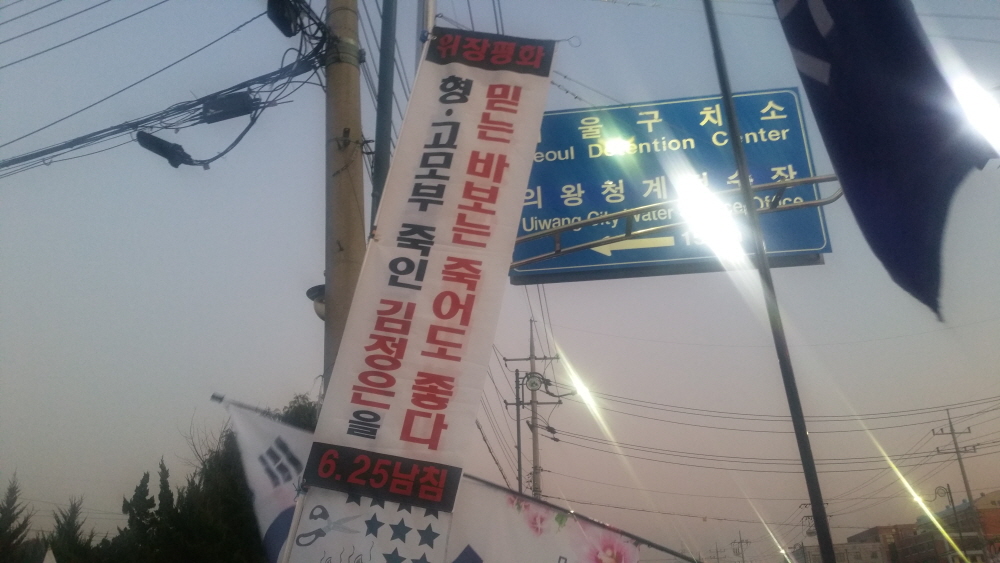 위장평화
형·고모부 죽인 김정은을
믿는 바보는 죽어도 좋다
6.25남침
울구치소
eoul Detention Center
의왕청계
Uiwang City Water Office